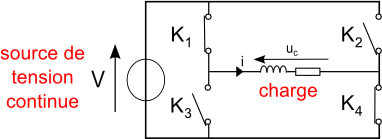 K1
K2
source de
tension
continue
V
i
uc
charge
K3
K4